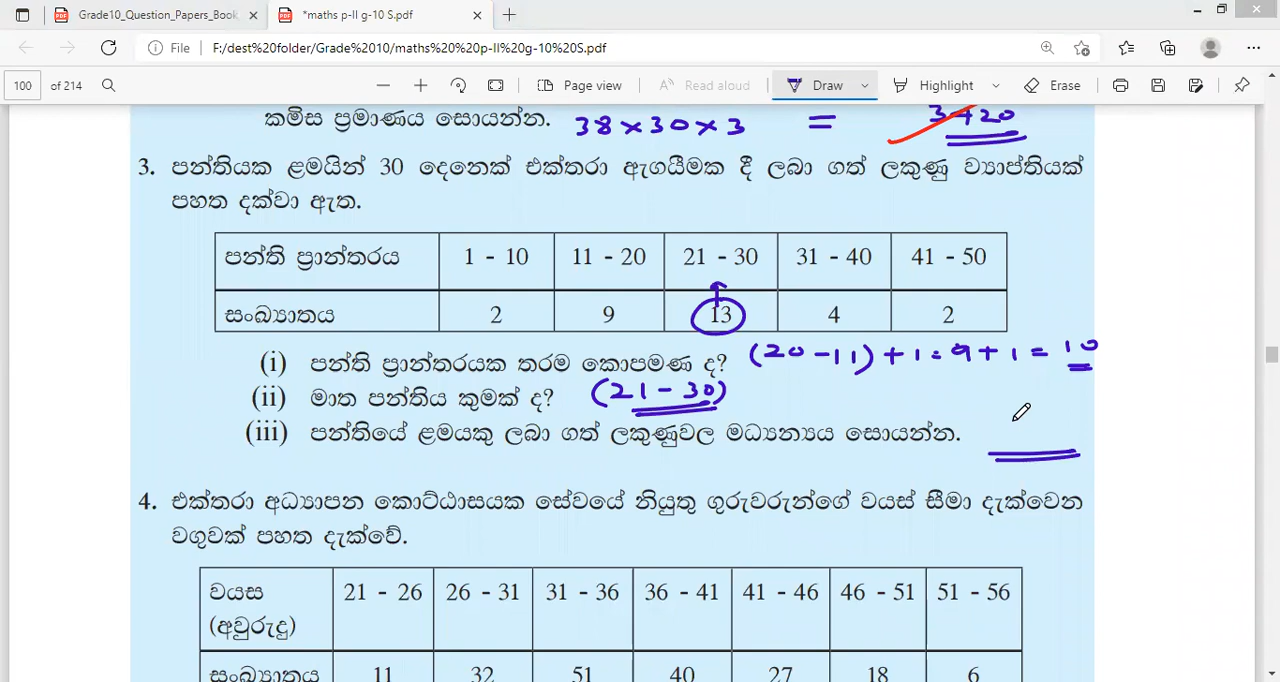 Grade10_Question_Papers_Book
*maths p-II g-10 S.pdf
File F:/dest%20folder/Grade%2010/maths%20%20p-II%20g-10%20S.pdf
100 of 214 Page view Read aloud Draw Highlight Erase
කමිස ප්‍රමාණය සොයන්න. 38 × 30 × 3 = 3420
3. පන්තියක ළමයින් 30 දෙනෙක් එක්තරා ඇගයීමක දී ලබා ගත් ලකුණු ව්‍යාප්තියක්
පහත දක්වා ඇත.
පන්ති ප්‍රාන්තරය 1 - 10 11 - 20 21 - 30 31 - 40 41 - 50
සංඛ්‍යාතය 2 9 13 4 2
(i) පන්ති ප්‍රාන්තරයක තරම කොපමණ ද? (20 - 11) + 1 = 9 + 1 = 10
(ii) මාත පන්තිය කුමක් ද? (21 - 30)
(iii) පන්තියේ ළමයකු ලබා ගත් ලකුණුවල මධ්‍යන්‍යය සොයන්න.
4. එක්තරා අධ්‍යාපන කොට්ඨාසයක සේවයේ නියුතු ගුරුවරුන්ගේ වයස් සීමා දැක්වෙන
වගුවක් පහත දැක්වේ.
වයස (අවුරුදු) 21 - 26 26 - 31 31 - 36 36 - 41 41 - 46 46 - 51 51 - 56
සංඛ්‍යාතය 11 32 51 40 27 18 6